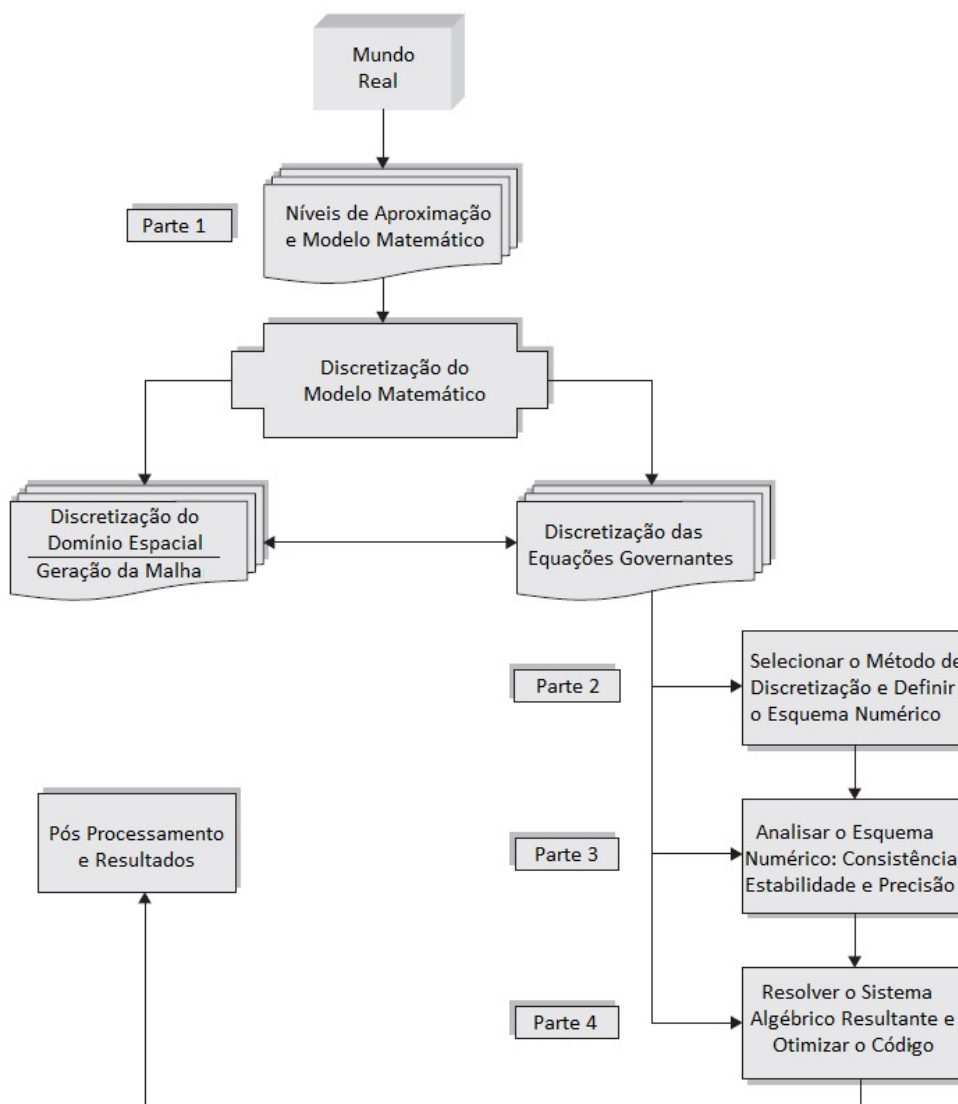 Mundo
Real
Parte 1
Níveis de Aproximação
e Modelo Matemático
Discretização do
Modelo Matemático
Discretização do
Domínio Espacial
Geração da Malha
Discretização das
Equações Governantes
Parte 2
Selecionar o Método de
Discretização e Definir
o Esquema Numérico
Pós Processamento
e Resultados
Parte 3
Analisar o Esquema
Numérico: Consistência,
Estabilidade e Precisão
Parte 4
Resolver o Sistema
Algébrico Resultante e
Otimizar o Código